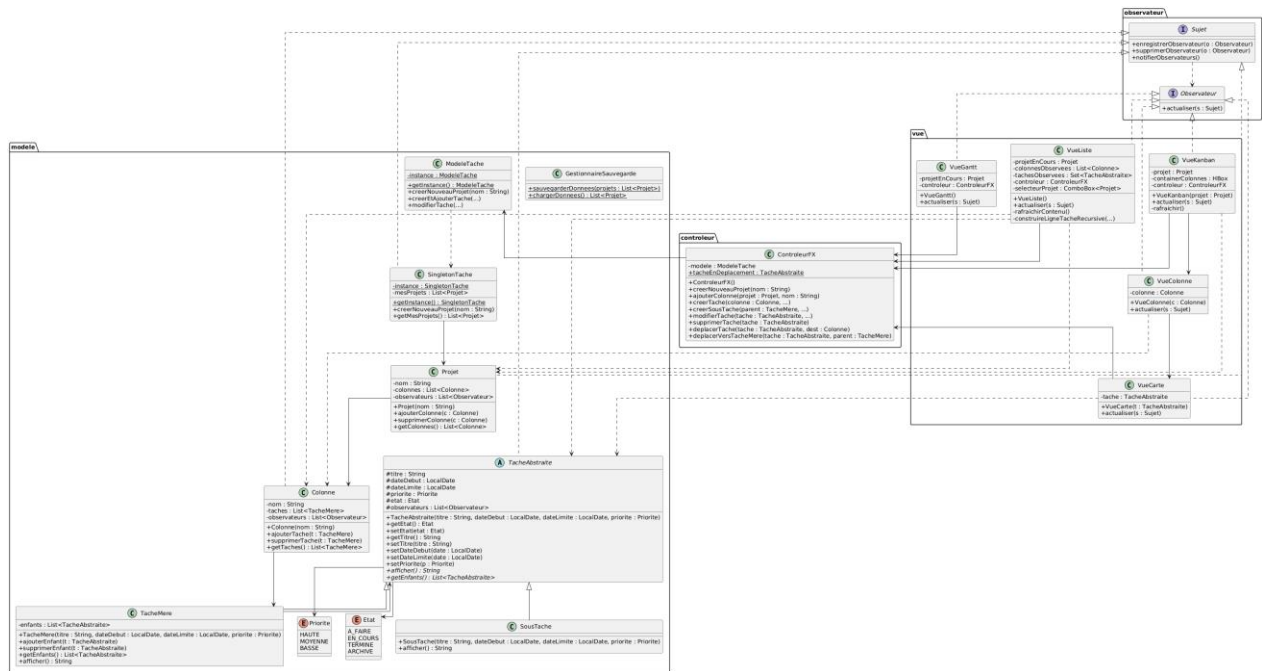 observateur
I Sujet
+enregistrerObservateur(o : Observateur)
+supprimerObservateur(o : Observateur)
+notifierObservateurs()
I Observateur
+actualiser(s : Sujet)
vue
C VueGantt
-projetEnCours : Projet
-controleur : ControleurFX
+VueGantt()
+actualiser(s : Sujet)
C VueListe
-projetEnCours : Projet
-colonnesObservees : List<Colonne>
-tachesObservees : Set<TacheAbstraite>
-controleur : ControleurFX
-selecteurProjet : ComboBox<Projet>
+VueListe()
+actualiser(s : Sujet)
-rafraichirContenu()
-construireLigneTacheRecursive(...)
C VueKanban
-projet : Projet
-containerColonnes : HBox
-controleur : ControleurFX
+VueKanban(projet : Projet)
+actualiser(s : Sujet)
-rafraichir()
C VueColonne
-colonne : Colonne
+VueColonne(c : Colonne)
+actualiser(s : Sujet)
C VueCarte
-tache : TacheAbstraite
+VueCarte(t : TacheAbstraite)
+actualiser(s : Sujet)
controleur
C ControleurFX
-modele : ModeleTache
+tacheEnDeplacement : TacheAbstraite
+ControleurFX()
+creerNouveauProjet(nom : String)
+ajouterColonne(projet : Projet, nom : String)
+creerTache(colonne : Colonne, ...)
+creerSousTache(parent : TacheMere, ...)
+modifierTache(tache : TacheAbstraite, ...)
+supprimerTache(tache : TacheAbstraite)
+deplacerTache(tache : TacheAbstraite, dest : Colonne)
+deplacerVersTacheMere(tache : TacheAbstraite, parent : TacheMere)
modele
C ModeleTache
-instance : ModeleTache
+getInstance() : ModeleTache
+creerNouveauProjet(nom : String)
+creerEtAjouterTache(...)
+modifierTache(...)
C GestionnaireSauvegarde
+sauvegarderDonnees(projets : List<Projet>)
+chargerDonnees() : List<Projet>
C SingletonTache
-instance : SingletonTache
-mesProjets : List<Projet>
+getInstance() : SingletonTache
+creerNouveauProjet(nom : String)
+getMesProjets() : List<Projet>
C Projet
-nom : String
-colonnes : List<Colonne>
-observateurs : List<Observateur>
+Projet(nom : String)
+ajouterColonne(c : Colonne)
+supprimerColonne(c : Colonne)
+getColonnes() : List<Colonne>
A TacheAbstraite
#titre : String
#dateDebut : LocalDate
#dateLimite : LocalDate
#priorite : Priorite
#etat : Etat
#observateurs : List<Observateur>
+TacheAbstraite(titre : String, dateDebut : LocalDate, dateLimite : LocalDate, priorite : Priorite)
+getEtat() : Etat
+setEtat(etat : Etat)
+getTitre() : String
+setTitre(titre : String)
+setDateDebut(date : LocalDate)
+setDateLimite(date : LocalDate)
+setPriorite(p : Priorite)
+afficher() : String
+getEnfants() : List<TacheAbstraite>
C Colonne
-nom : String
-taches : List<TacheMere>
-observateurs : List<Observateur>
+Colonne(nom : String)
+ajouterTache(t : TacheMere)
+supprimerTache(t : TacheMere)
+getTaches() : List<TacheMere>
C TacheMere
-enfants : List<TacheAbstraite>
+TacheMere(titre : String, dateDebut : LocalDate, dateLimite : LocalDate, priorite : Priorite)
+ajouterEnfant(t : TacheAbstraite)
+supprimerEnfant(t : TacheAbstraite)
+getEnfants() : List<TacheAbstraite>
+afficher() : String
E Priorite
HAUTE
MOYENNE
BASSE
E Etat
A_FAIRE
EN_COURS
TERMINE
ARCHIVE
C SousTache
+SousTache(titre : String, dateDebut : LocalDate, dateLimite : LocalDate, priorite : Priorite)
+afficher() : String